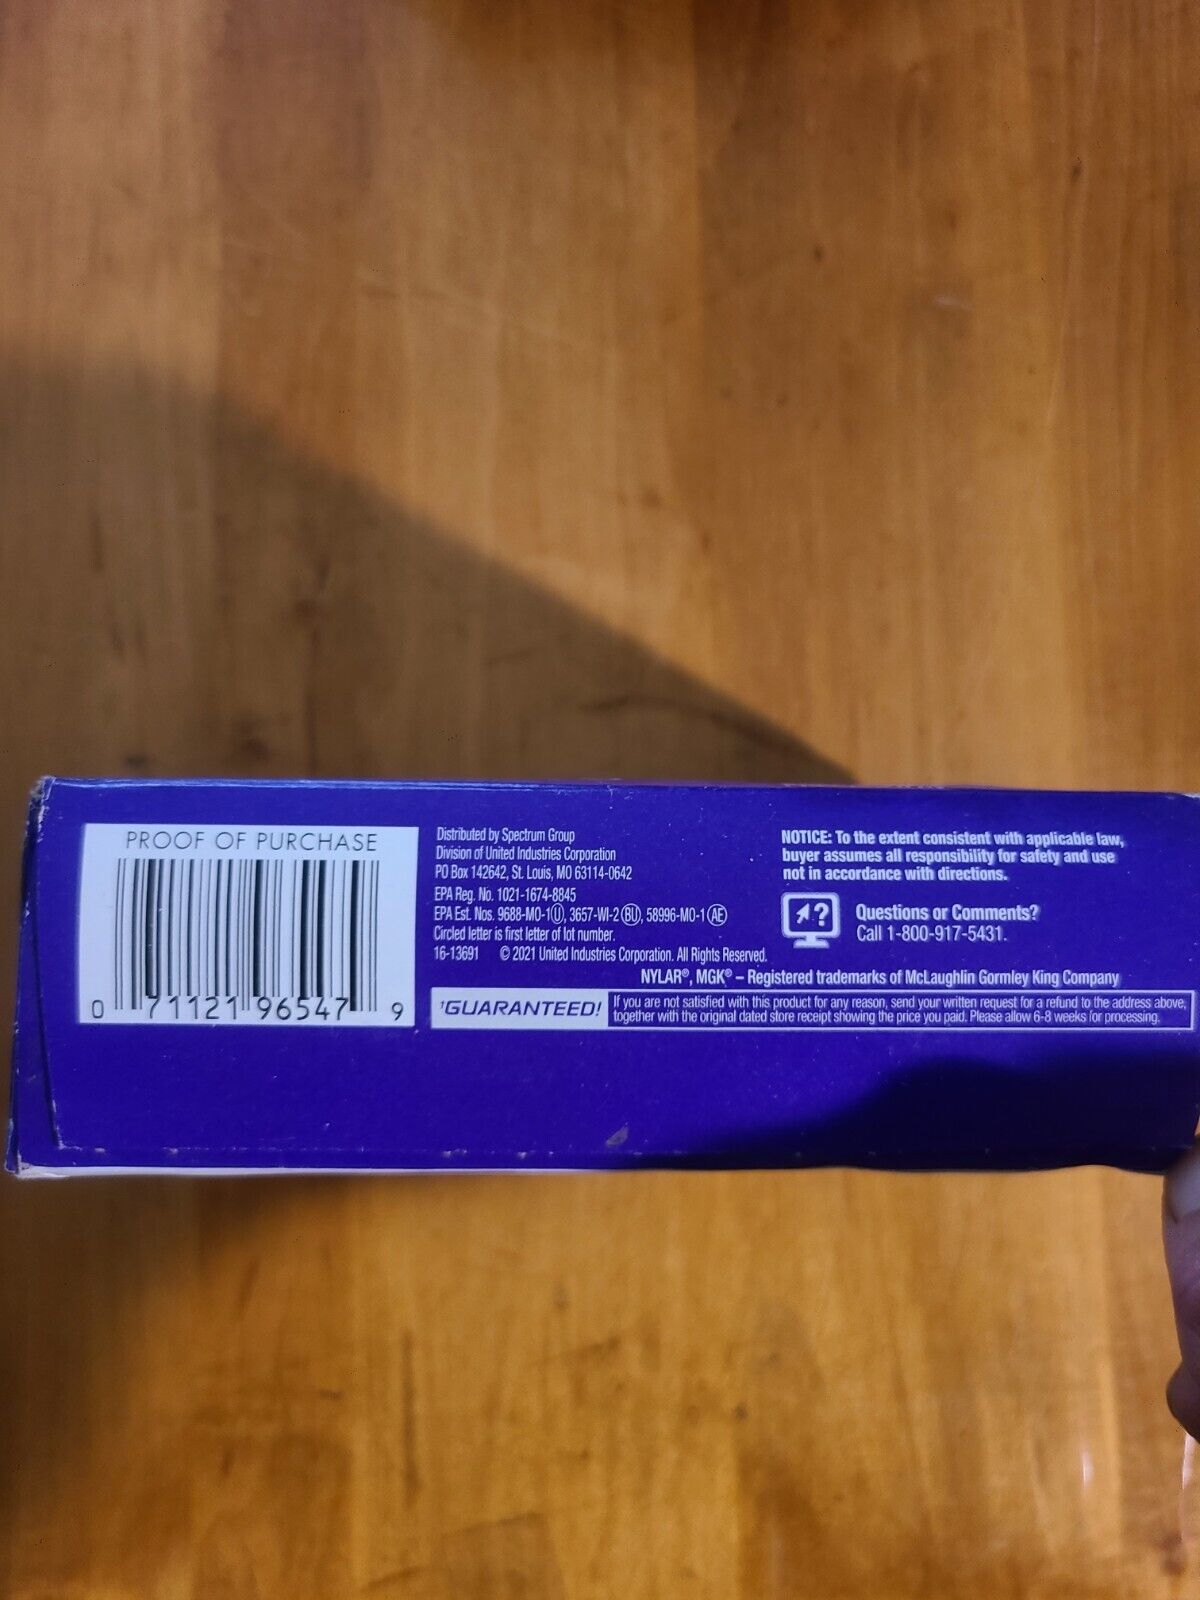 PROOF OF PURCHASE
0 71121 96547 9
Distributed by Spectrum Group
Division of United Industries Corporation
PO Box 142642, St. Louis, MO 63114-0642
EPA Reg. No. 1021-1674-8845
EPA Est. Nos. 9688-MO-1Ⓤ, 3657-WI-2 (BU), 58996-MO-1 (AE)
Circled letter is first letter of lot number.
16-13691 © 2021 United Industries Corporation. All Rights Reserved.
NYLAR®, MGK® – Registered trademarks of McLaughlin Gormley King Company
NOTICE: To the extent consistent with applicable law,
buyer assumes all responsibility for safety and use
not in accordance with directions.
?
Questions or Comments?
Call 1-800-917-5431.
†GUARANTEED!
If you are not satisfied with this product for any reason, send your written request for a refund to the address above,
together with the original dated store receipt showing the price you paid. Please allow 6-8 weeks for processing.